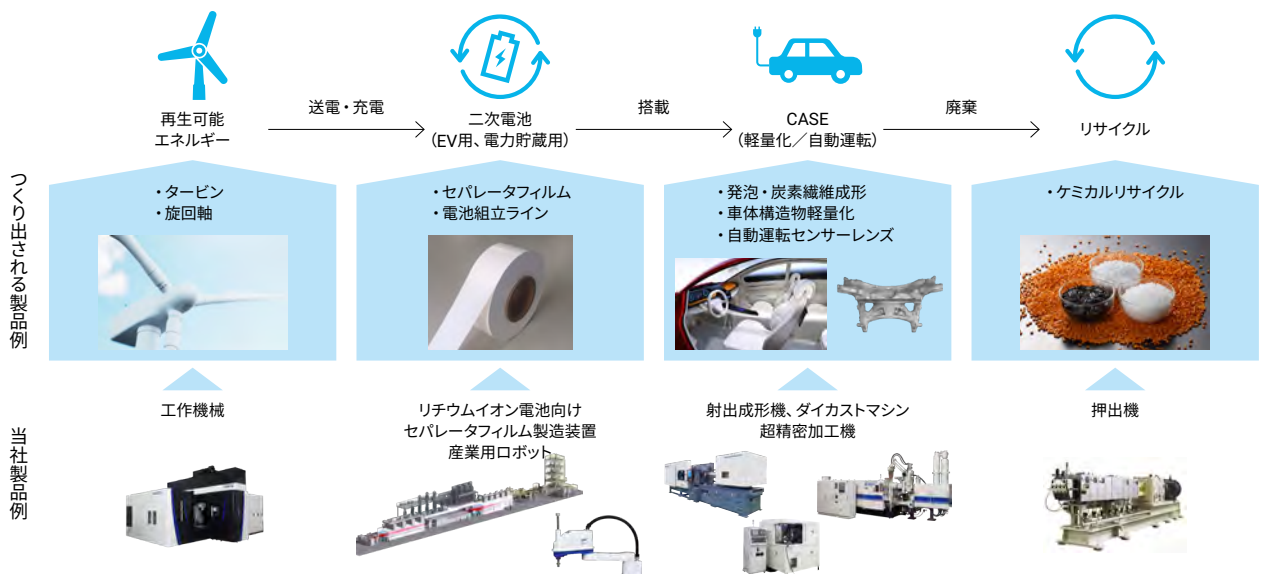 再生可能
エネルギー
送電・充電
二次電池
（EV用、電力貯蔵用）
搭載
CASE
（軽量化／自動運転）
廃棄
リサイクル
つくり出される製品例
・タービン
・旋回軸
・セパレータフィルム
・電池組立ライン
・発泡・炭素繊維成形
・車体構造物軽量化
・自動運転センサーレンズ
・ケミカルリサイクル
当社製品例
工作機械
リチウムイオン電池向け
セパレータフィルム製造装置
産業用ロボット
射出成形機、ダイカストマシン
超精密加工機
押出機